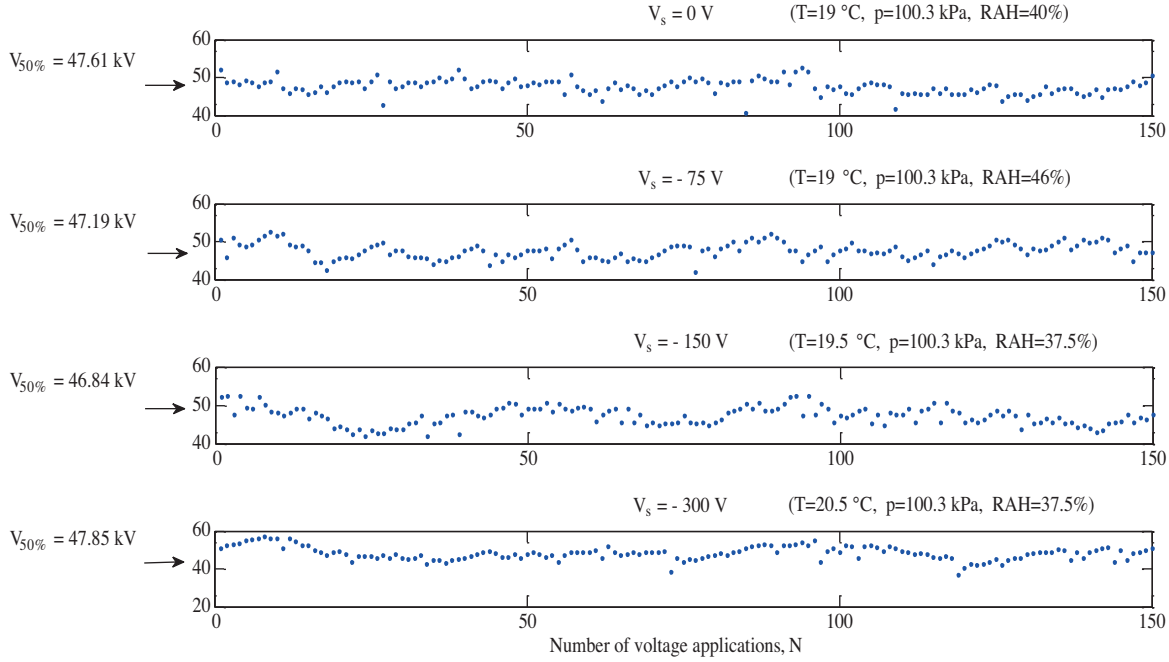 V_s = 0 V (T=19 °C, p=100.3 kPa, RAH=40%)
V_50% = 47.61 kV
60
50
40
0 50 100 150
V_s = - 75 V (T=19 °C, p=100.3 kPa, RAH=46%)
V_50% = 47.19 kV
60
50
40
0 50 100 150
V_s = - 150 V (T=19.5 °C, p=100.3 kPa, RAH=37.5%)
V_50% = 46.84 kV
60
50
40
0 50 100 150
V_s = - 300 V (T=20.5 °C, p=100.3 kPa, RAH=37.5%)
V_50% = 47.85 kV
60
40
20
0 50 100 150
Number of voltage applications, N